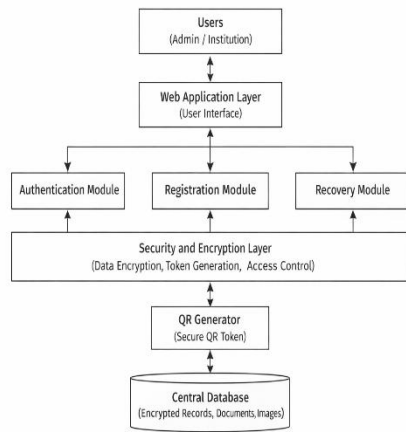 Users
(Admin / Institution)
Web Application Layer
(User Interface)
Authentication Module
Registration Module
Recovery Module
Security and Encryption Layer
(Data Encryption, Token Generation, Access Control)
QR Generator
(Secure QR Token)
Central Database
(Encrypted Records, Documents, Images)